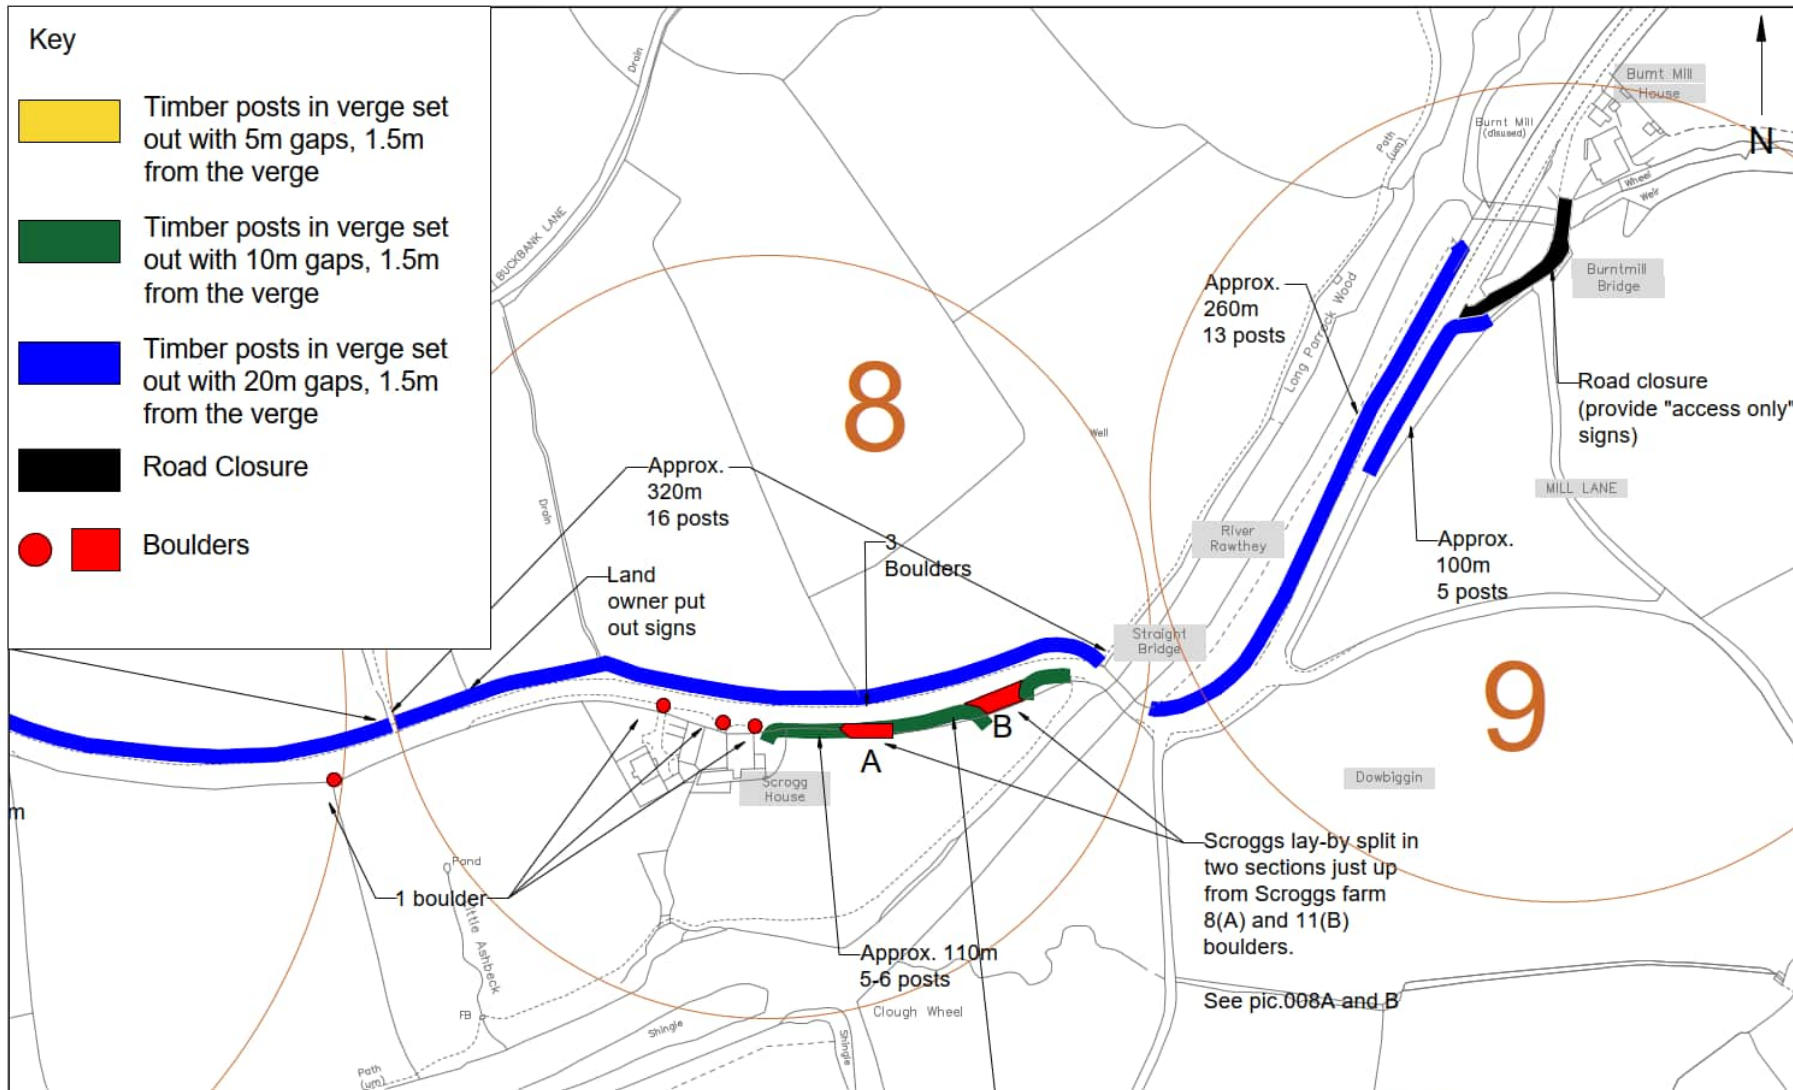 Key
Timber posts in verge set
out with 5m gaps, 1.5m
from the verge
Timber posts in verge set
out with 10m gaps, 1.5m
from the verge
Timber posts in verge set
out with 20m gaps, 1.5m
from the verge
Road Closure
Boulders
Drain
BUCKBANK LANE
Drain
8
Well
Path
(um)
Long Parrock Wood
Burnt Mill
House
Burnt Mill
(disused)
N
Wheel
Weir
Burntmill
Bridge
Approx.
260m
13 posts
Road closure
(provide "access only"
signs)
MILL LANE
Approx.
320m
16 posts
3
Boulders
River
Rawthey
Approx.
100m
5 posts
Land
owner put
out signs
Straight
Bridge
9
Dowbiggin
B
A
Scrogg
House
m
Pond
1 boulder
Little Ashbeck
FB
Path
(um)
Shingle
Shingle
Approx. 110m
5-6 posts
Clough Wheel
Scroggs lay-by split in
two sections just up
from Scroggs farm
8(A) and 11(B)
boulders.
See pic.008A and B